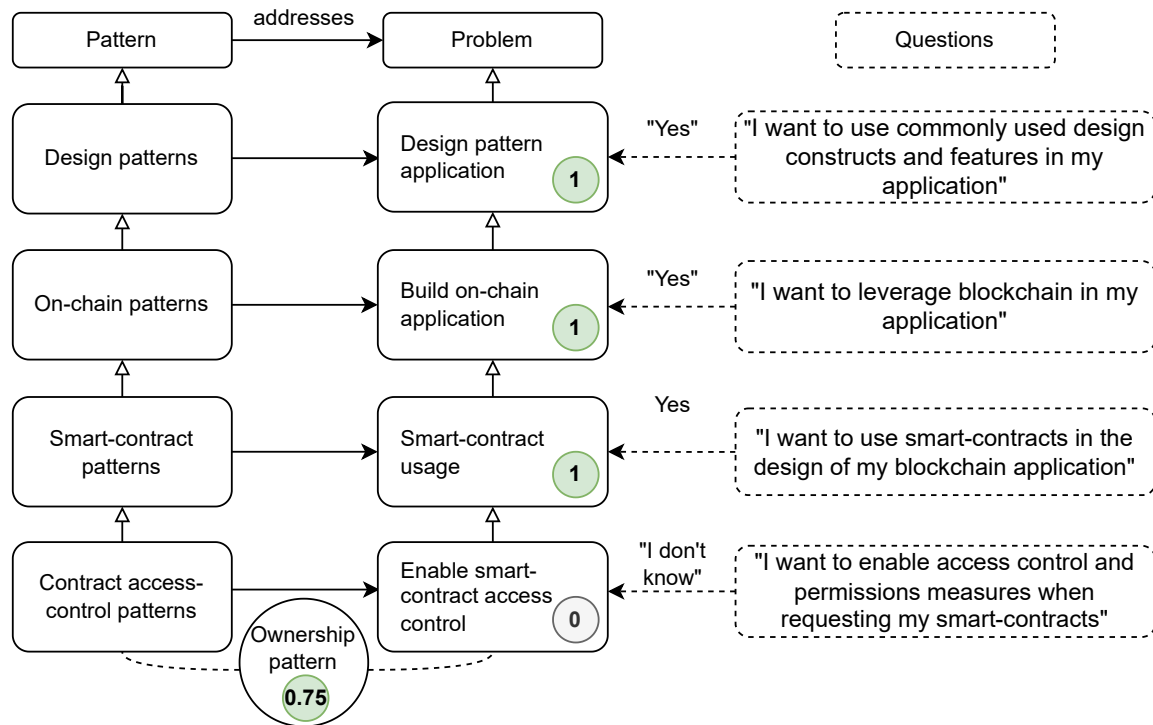 Pattern
addresses
Problem
Questions
Design patterns
Design pattern
application
1
"Yes"
"I want to use commonly used design
constructs and features in my
application"
On-chain patterns
Build on-chain
application
1
"Yes"
"I want to leverage blockchain in my
application"
Smart-contract
patterns
Smart-contract
usage
1
Yes
"I want to use smart-contracts in the
design of my blockchain application"
Contract access-
control patterns
Enable smart-
contract access
control
0
"I don't
know"
"I want to enable access control and
permissions measures when
requesting my smart-contracts"
Ownership
pattern
0.75